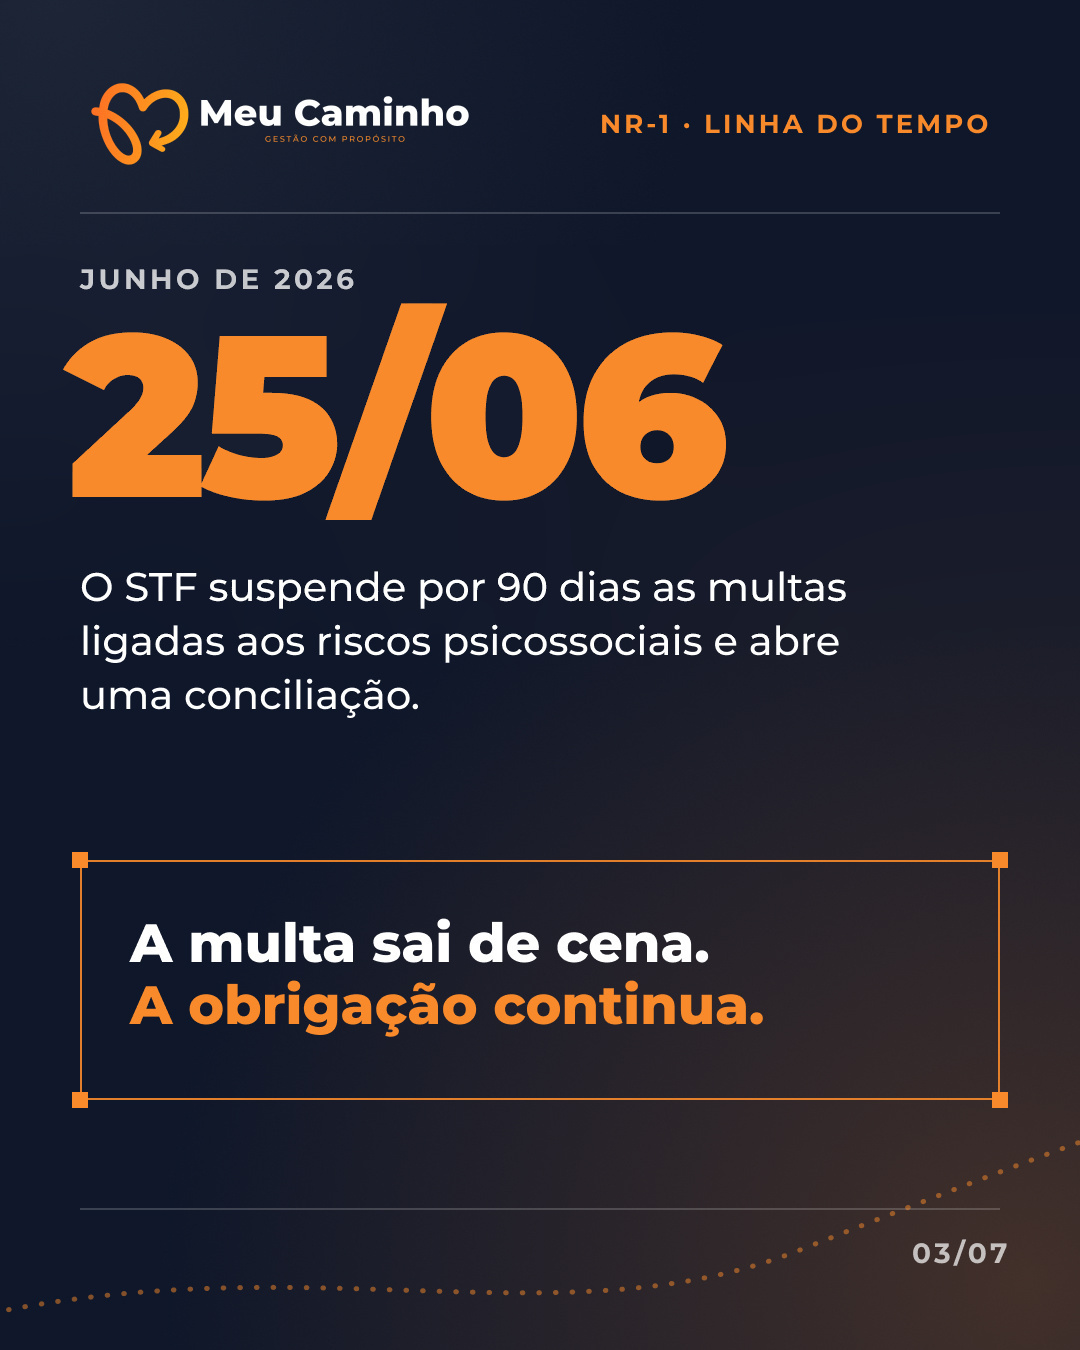 Meu Caminho
GESTÃO COM PROPÓSITO
NR-1 · LINHA DO TEMPO
JUNHO DE 2026
25/06
O STF suspende por 90 dias as multas
ligadas aos riscos psicossociais e abre
uma conciliação.
A multa sai de cena.
A obrigação continua.
03/07